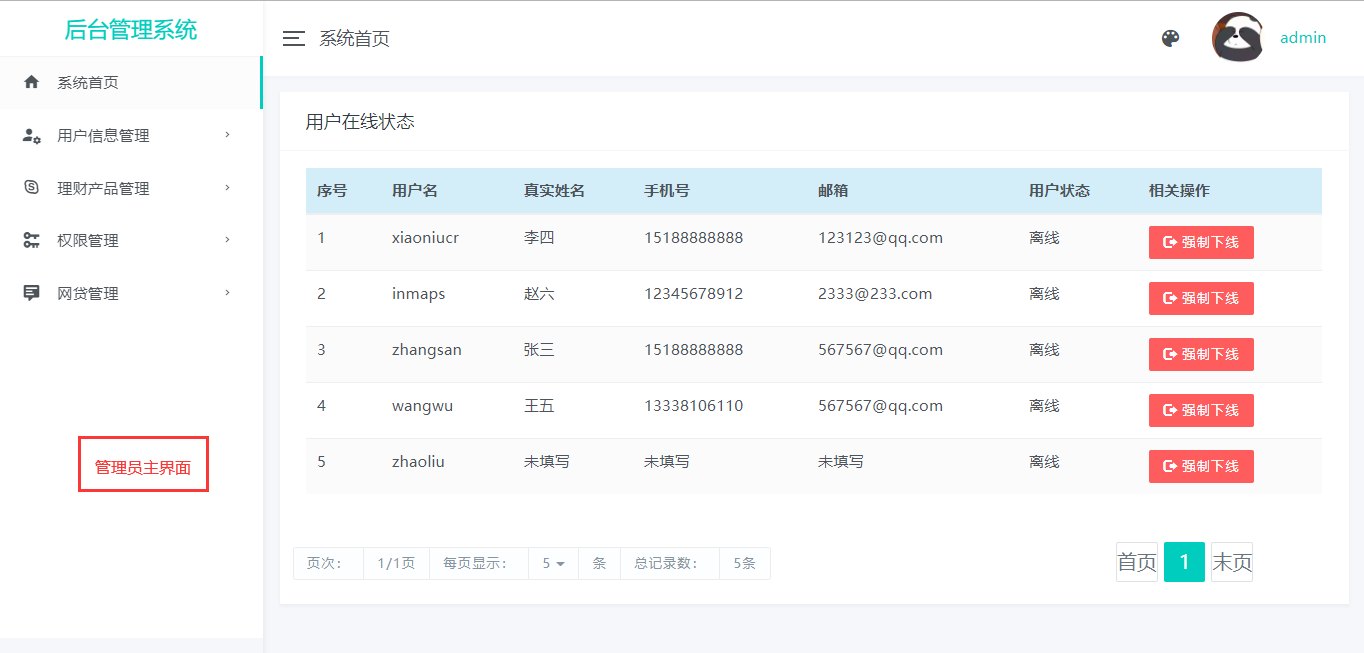 后台管理系统
系统首页
admin
系统首页
用户信息管理
理财产品管理
权限管理
网贷管理
管理员主界面
用户在线状态
序号 用户名 真实姓名 手机号 邮箱 用户状态 相关操作
1 xiaoniucr 李四 15188888888 123123@qq.com 离线 强制下线
2 inmaps 赵六 12345678912 2333@233.com 离线 强制下线
3 zhangsan 张三 15188888888 567567@qq.com 离线 强制下线
4 wangwu 王五 13338106110 567567@qq.com 离线 强制下线
5 zhaoliu 未填写 未填写 未填写 离线 强制下线
页次： 1/1页 每页显示： 5 条 总记录数： 5条 首页 1 末页